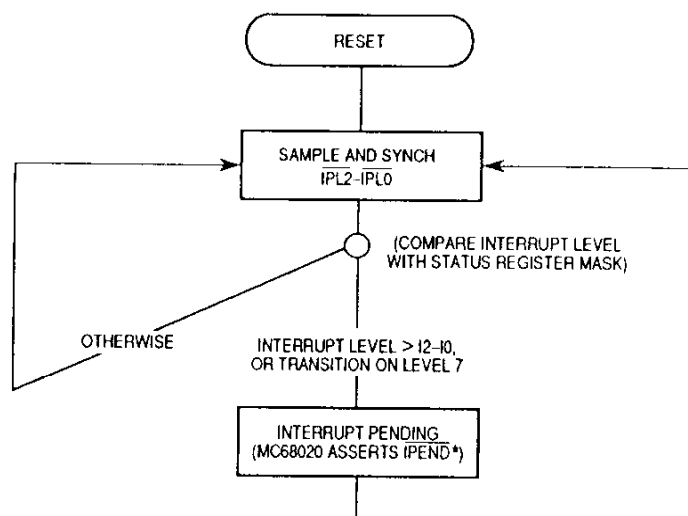 RESET
SAMPLE AND SYNCH
IPL2-IPL0
(COMPARE INTERRUPT LEVEL
WITH STATUS REGISTER MASK)
OTHERWISE
INTERRUPT LEVEL > I2-I0,
OR TRANSITION ON LEVEL 7
INTERRUPT PENDING
(MC68020 ASSERTS IPEND*)